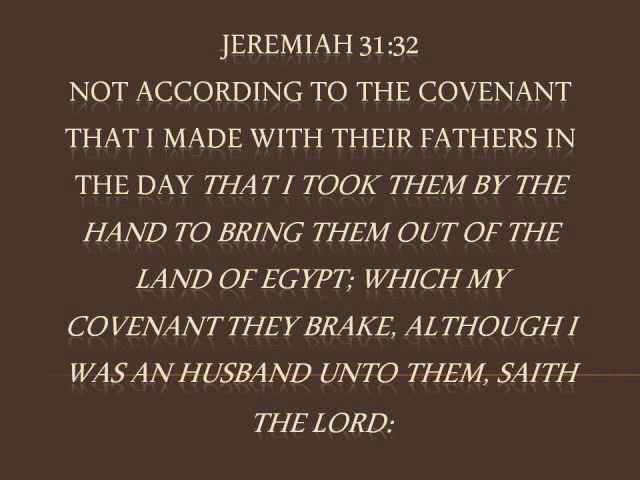 JEREMIAH 31:32
NOT ACCORDING TO THE COVENANT
THAT I MADE WITH THEIR FATHERS IN
THE DAY THAT I TOOK THEM BY THE
HAND TO BRING THEM OUT OF THE
LAND OF EGYPT; WHICH MY
COVENANT THEY BRAKE, ALTHOUGH I
WAS AN HUSBAND UNTO THEM, SAITH
THE LORD: